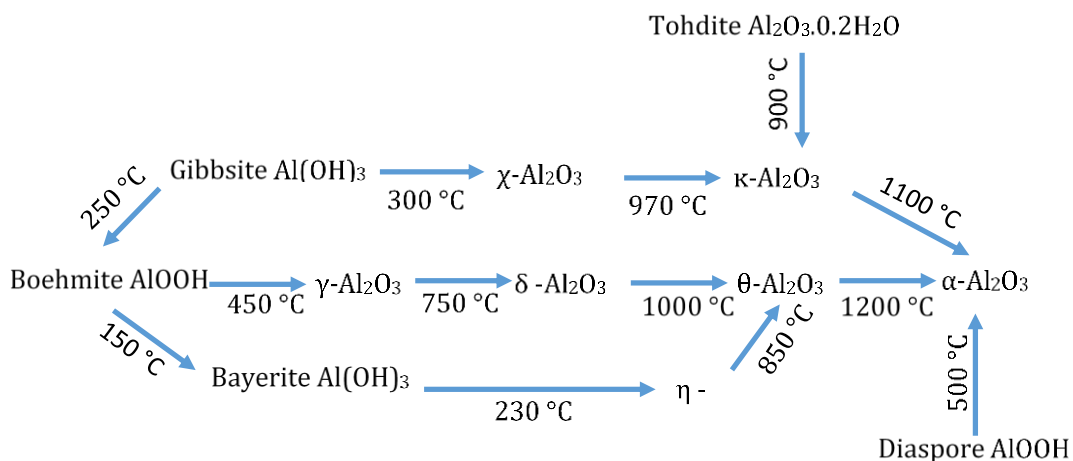 Tohdite Al₂O₃.0.2H₂O
900 °C
Gibbsite Al(OH)₃
300 °C
χ-Al₂O₃
970 °C
κ-Al₂O₃
1100 °C
250 °C
Boehmite AlOOH
450 °C
γ-Al₂O₃
750 °C
δ -Al₂O₃
1000 °C
θ-Al₂O₃
1200 °C
α-Al₂O₃
150 °C
Bayerite Al(OH)₃
230 °C
η -
850 °C
500 °C
Diaspore AlOOH